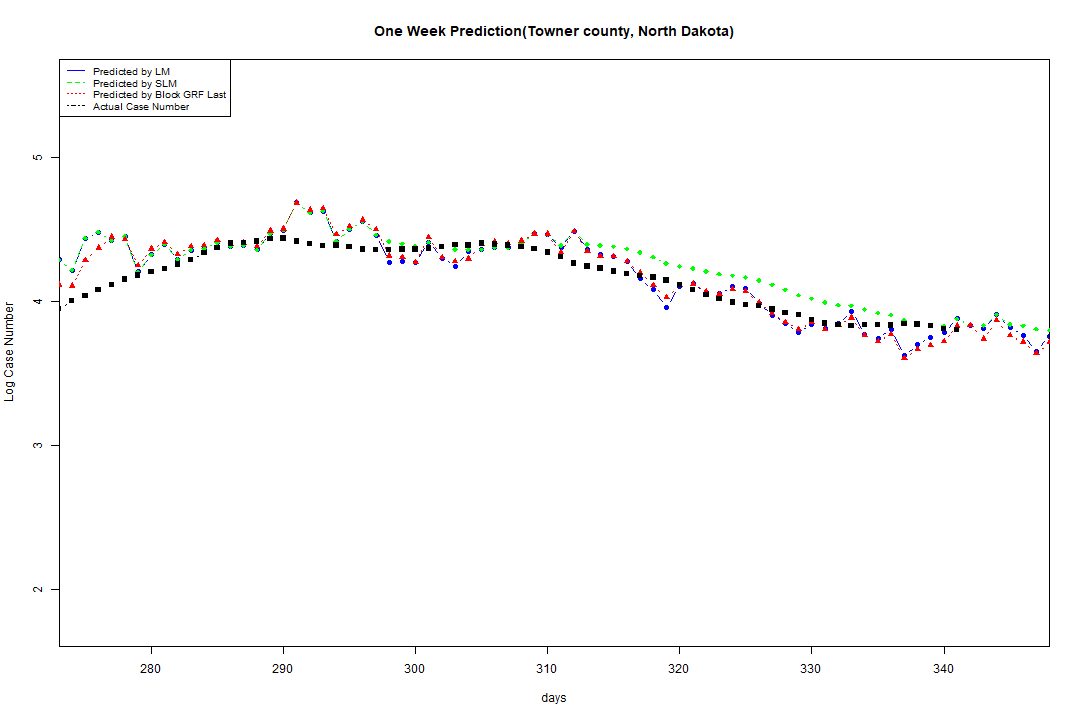 One Week Prediction(Towner county, North Dakota)
Predicted by LM
Predicted by SLM
Predicted by Block GRF Last
Actual Case Number
5
4
3
2
Log Case Number
280 290 300 310 320 330 340
days